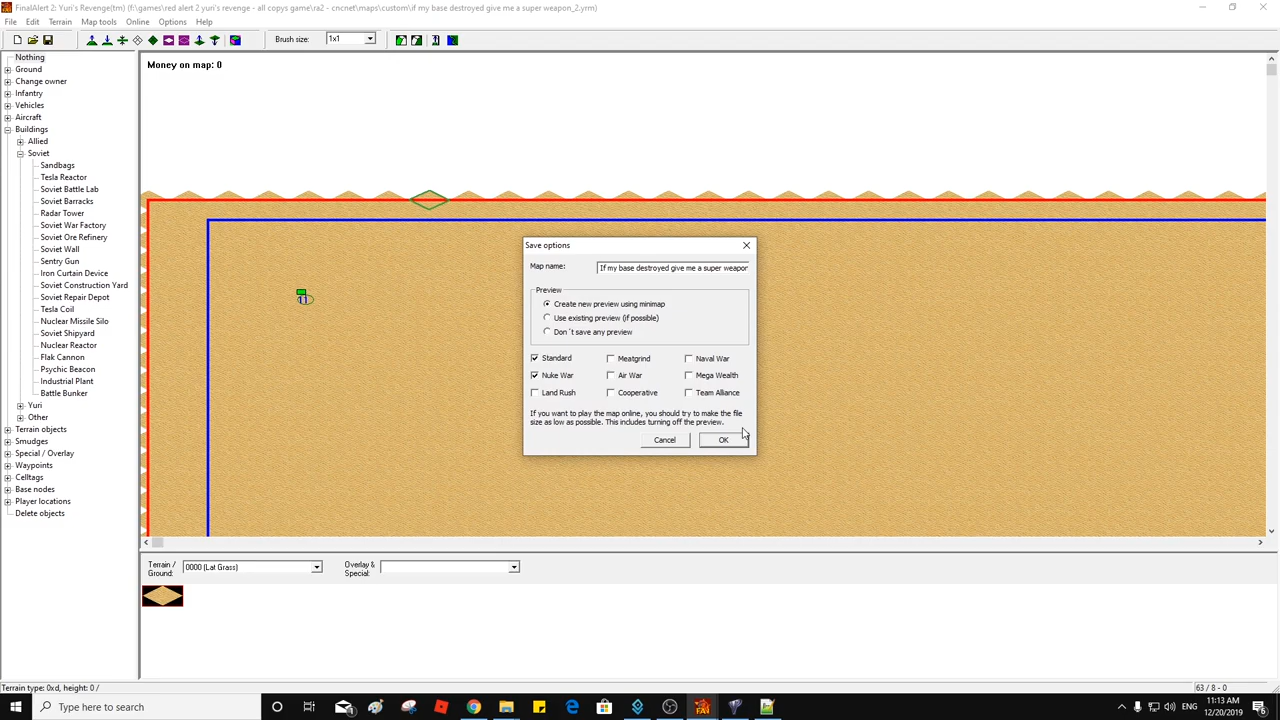 FinalAlert 2: Yuri's Revenge(tm) (f:\games\red alert 2 yuri's revenge - all copys game\ra2 - cncnet\maps\custom\if my base destroyed give me a super weapon_2.yrm)
File Edit Terrain Map tools Online Options Help
Brush size: 1x1
Nothing
Ground
Change owner
Infantry
Vehicles
Aircraft
Buildings
Allied
Soviet
Sandbags
Tesla Reactor
Soviet Battle Lab
Soviet Barracks
Radar Tower
Soviet War Factory
Soviet Ore Refinery
Soviet Wall
Sentry Gun
Iron Curtain Device
Soviet Construction Yard
Soviet Repair Depot
Tesla Coil
Nuclear Missile Silo
Soviet Shipyard
Nuclear Reactor
Flak Cannon
Psychic Beacon
Industrial Plant
Battle Bunker
Yuri
Other
Terrain objects
Smudges
Special / Overlay
Waypoints
Celltags
Base nodes
Player locations
Delete objects
Money on map: 0
11
Save options
Map name: If my base destroyed give me a super weapon
Preview
Create new preview using minimap
Use existing preview (if possible)
Don´t save any preview
Standard Meatgrind Naval War
Nuke War Air War Mega Wealth
Land Rush Cooperative Team Alliance
If you want to play the map online, you should try to make the file
size as low as possible. This includes turning off the preview.
Cancel OK
Terrain / Ground: 0000 (Lat Grass) Overlay & Special:
Terrain type: 0xd, height: 0 / 63 / 8 - 0
Type here to search
ENG 11:13 AM
12/20/2019